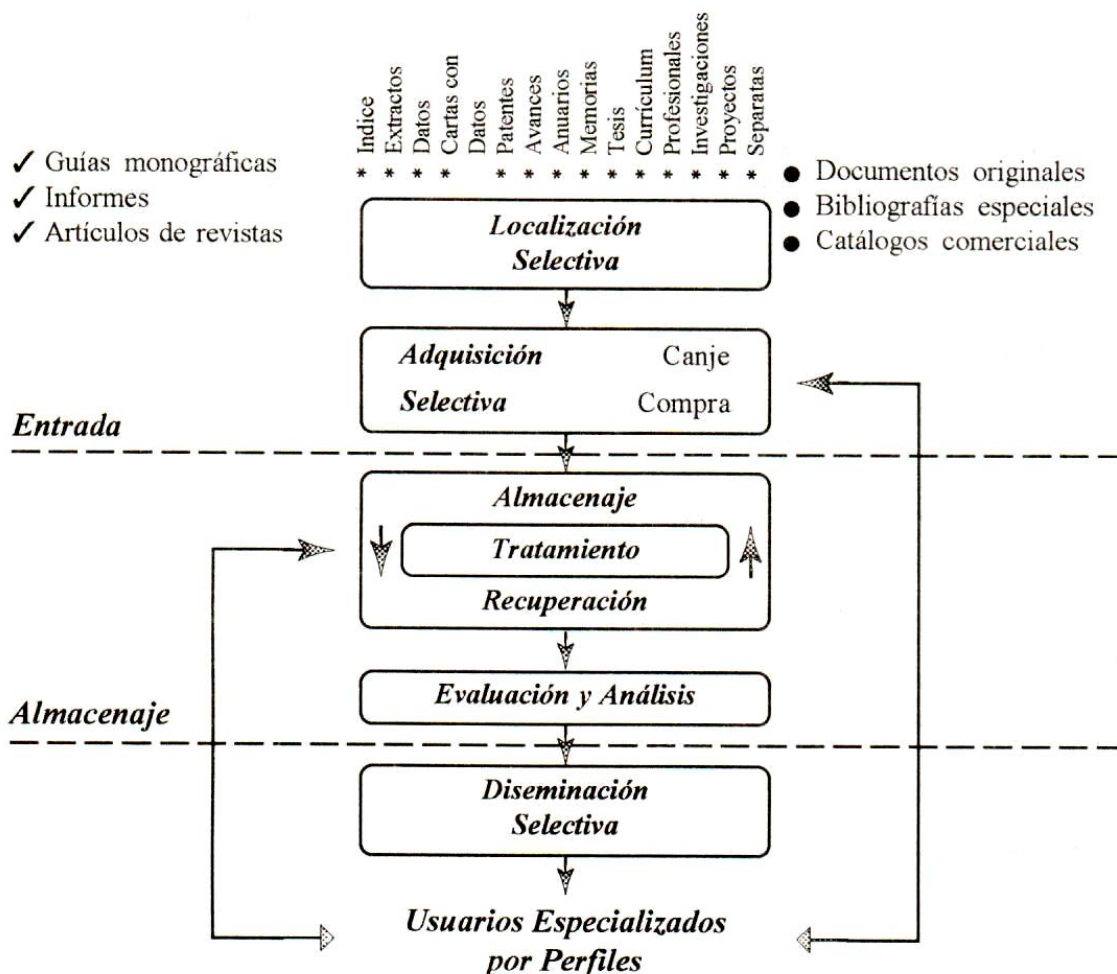 * Indice
* Extractos
* Datos
* Cartas con
Datos
* Patentes
* Avances
* Anuarios
* Memorias
* Tesis
* Currículum
* Profesionales
* Investigaciones
* Proyectos
* Separatas
✓ Guías monográficas
✓ Informes
✓ Artículos de revistas
● Documentos originales
● Bibliografías especiales
● Catálogos comerciales
Localización
Selectiva
Adquisición Canje
Selectiva Compra
Entrada
Almacenaje
Tratamiento
Recuperación
Evaluación y Análisis
Almacenaje
Diseminación
Selectiva
Usuarios Especializados
por Perfiles